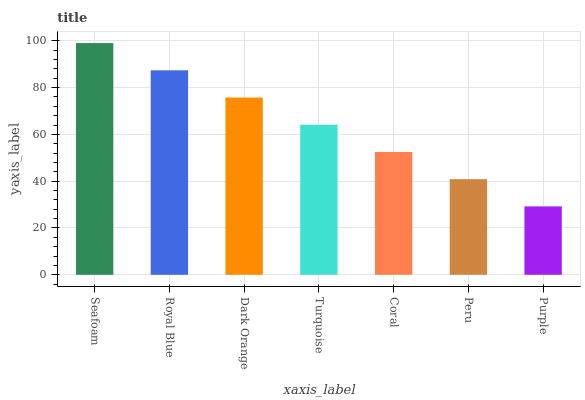 title
100
80
60
40
20
0
yaxis_label
Seafoam
Royal Blue
Dark Orange
Turquoise
Coral
Peru
Purple
xaxis_label